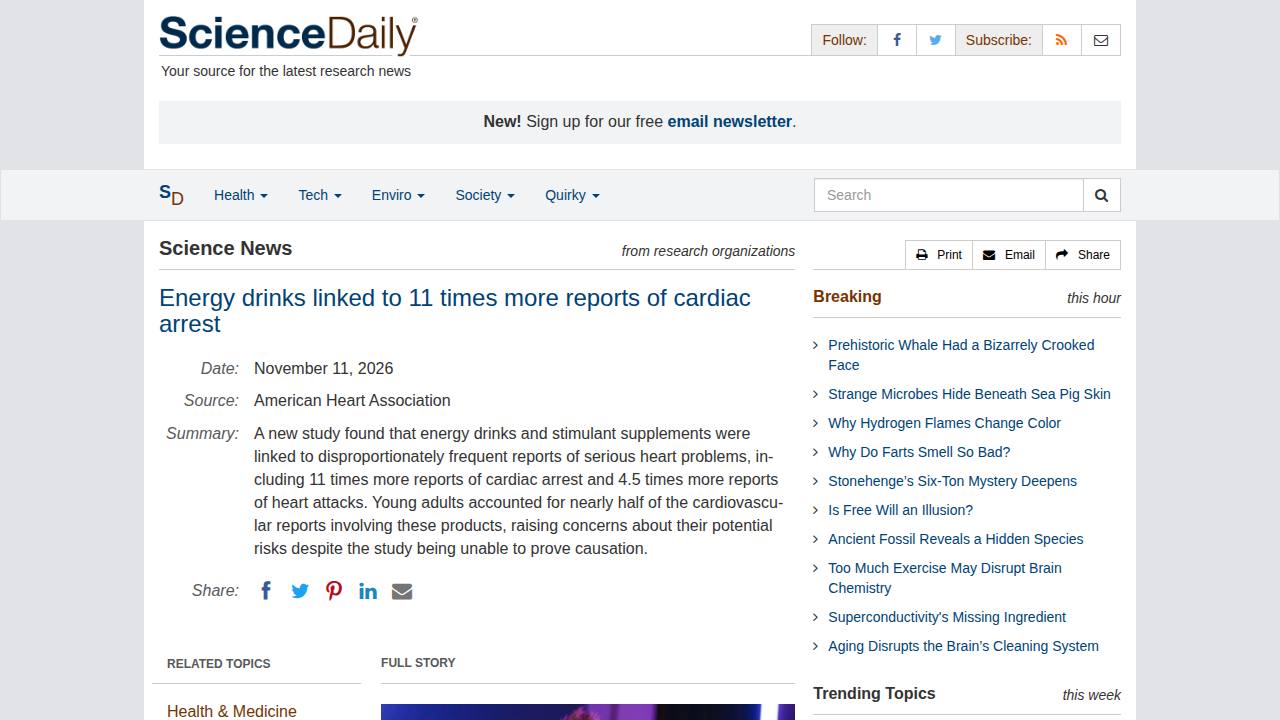 ScienceDaily®
Your source for the latest research news
Follow:
Subscribe:
New! Sign up for our free email newsletter.
SD
Health
Tech
Enviro
Society
Quirky
Search
Science News
from research organizations
Energy drinks linked to 11 times more reports of cardiac
arrest
Date: November 11, 2026
Source: American Heart Association
Summary: A new study found that energy drinks and stimulant supplements were
linked to disproportionately frequent reports of serious heart problems, in-
cluding 11 times more reports of cardiac arrest and 4.5 times more reports
of heart attacks. Young adults accounted for nearly half of the cardiovascu-
lar reports involving these products, raising concerns about their potential
risks despite the study being unable to prove causation.
Share:
RELATED TOPICS
Health & Medicine
FULL STORY
Print
Email
Share
Breaking
this hour
Prehistoric Whale Had a Bizarrely Crooked
Face
Strange Microbes Hide Beneath Sea Pig Skin
Why Hydrogen Flames Change Color
Why Do Farts Smell So Bad?
Stonehenge’s Six-Ton Mystery Deepens
Is Free Will an Illusion?
Ancient Fossil Reveals a Hidden Species
Too Much Exercise May Disrupt Brain
Chemistry
Superconductivity's Missing Ingredient
Aging Disrupts the Brain’s Cleaning System
Trending Topics
this week